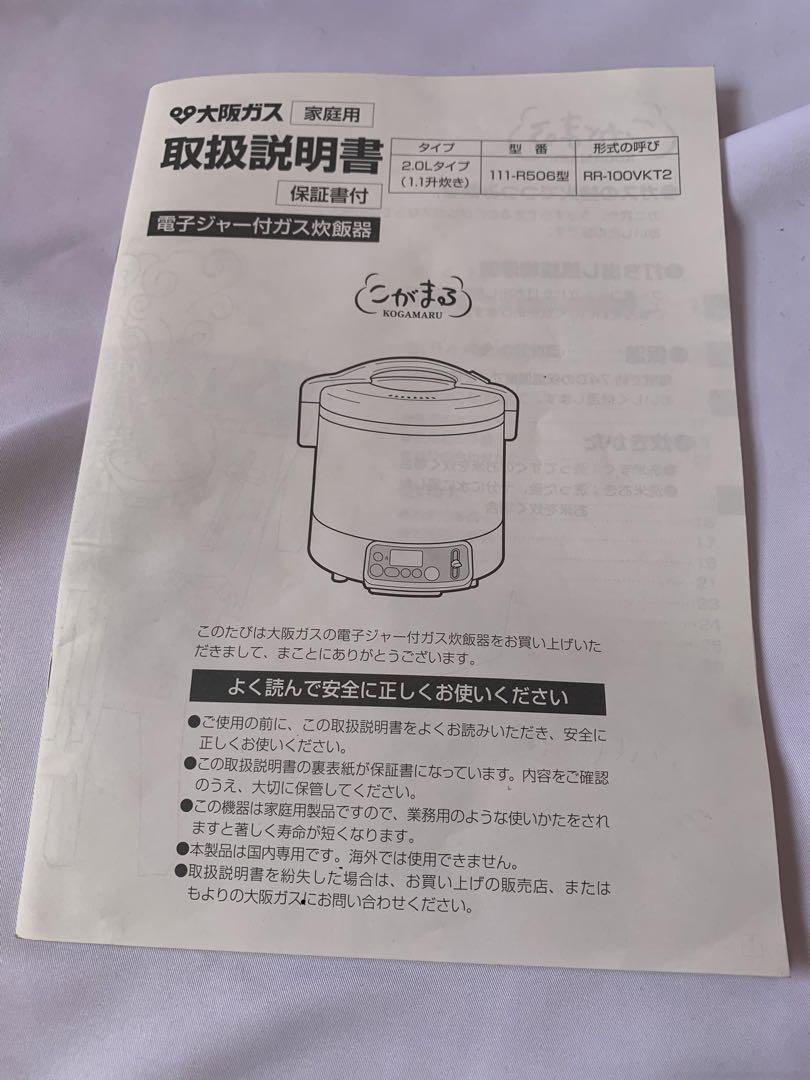 大阪ガス 家庭用
取扱説明書
保証書付
電子ジャー付ガス炊飯器
タイプ 型番 形式の呼び
2.0Lタイプ
(1.1升炊き) 111-R506型 RR-100VKT2
こがまる
KOGAMARU
このたびは大阪ガスの電子ジャー付ガス炊飯器をお買い上げいた
だきまして、まことにありがとうございます。
よく読んで安全に正しくお使いください
●ご使用の前に、この取扱説明書をよくお読みいただき、安全に
正しくお使いください。
●この取扱説明書の裏表紙が保証書になっています。内容をご確認
のうえ、大切に保管してください。
●この機器は家庭用製品ですので、業務用のような使いかたをされ
ますと著しく寿命が短くなります。
●本製品は国内専用です。海外では使用できません。
●取扱説明書を紛失した場合は、お買い上げの販売店、または
もよりの大阪ガスにお問い合わせください。